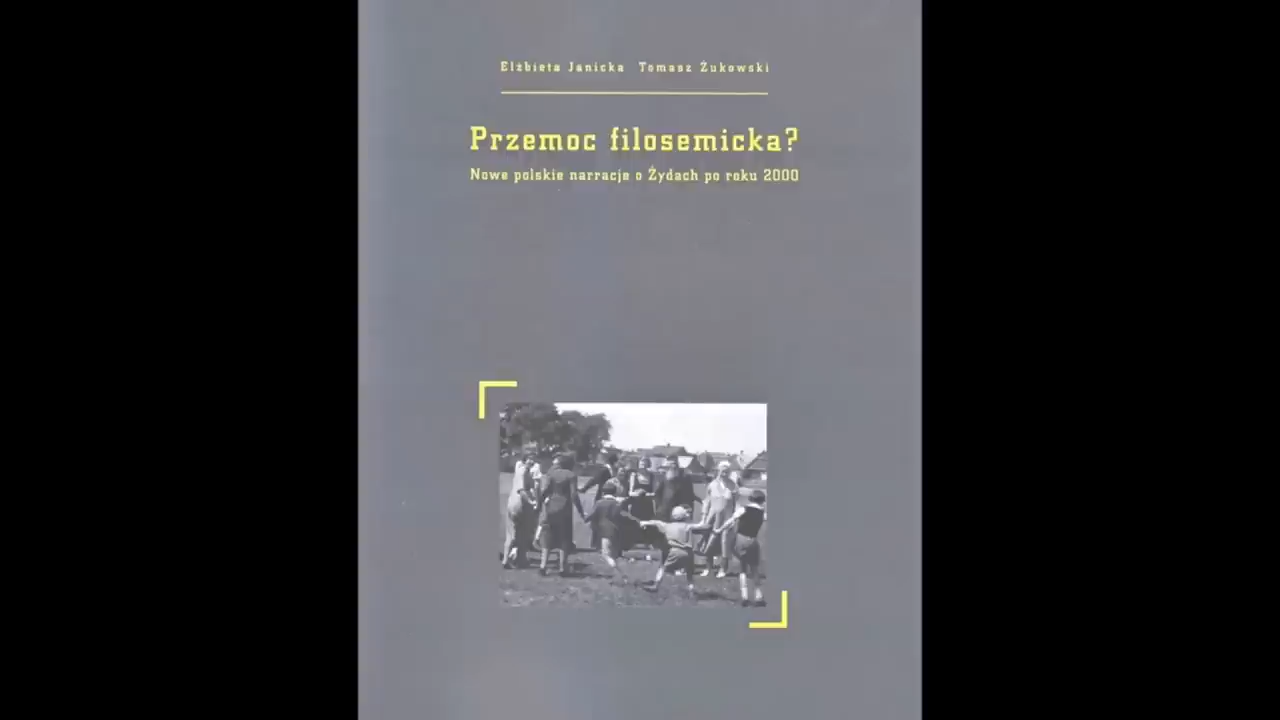 Elżbieta Janicka Tomasz Żukowski
Przemoc filosemicka?
Nowe polskie narracje o Żydach po roku 2000